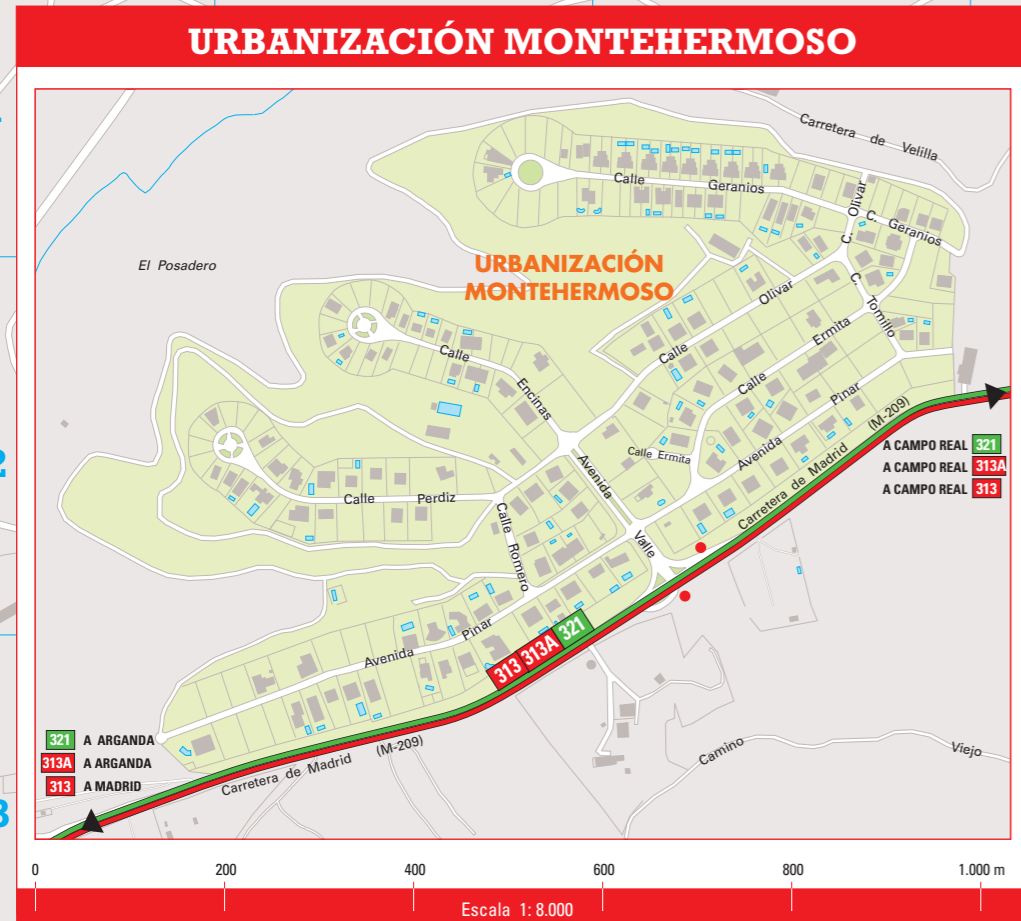 URBANIZACIÓN MONTEHERMOSO
Carretera de Velilla
Calle Geranios
C. Olivar
C. Geranios
El Posadero
URBANIZACIÓN
MONTEHERMOSO
Calle Olivar
C. Tomillo
Calle Ermita
Calle Encinas
Avenida Pinar
Calle Ermita
Avenida Valle
Carretera de Madrid (M-209)
A CAMPO REAL 321
A CAMPO REAL 313A
A CAMPO REAL 313
2
Calle Perdiz
Calle Romero
Avenida Pinar
313 313A 321
321 A ARGANDA
313A A ARGANDA
313 A MADRID
Carretera de Madrid (M-209)
Camino Viejo
3
0 200 400 600 800 1.000 m
Escala 1: 8.000